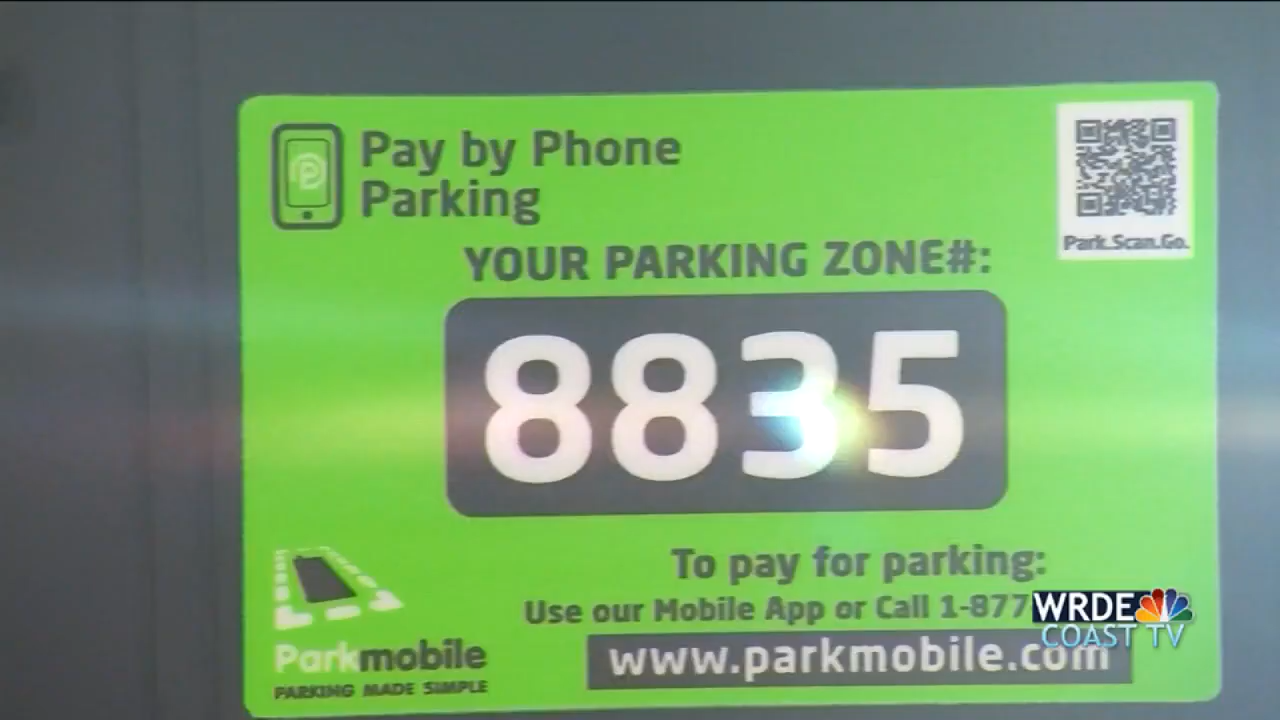 Pay by Phone
Parking
Park.Scan.Go.
YOUR PARKING ZONE#:
8835
To pay for parking:
Use our Mobile App or Call 1-877
www.parkmobile.com
Parkmobile
PARKING MADE SIMPLE
WRDE
COAST TV